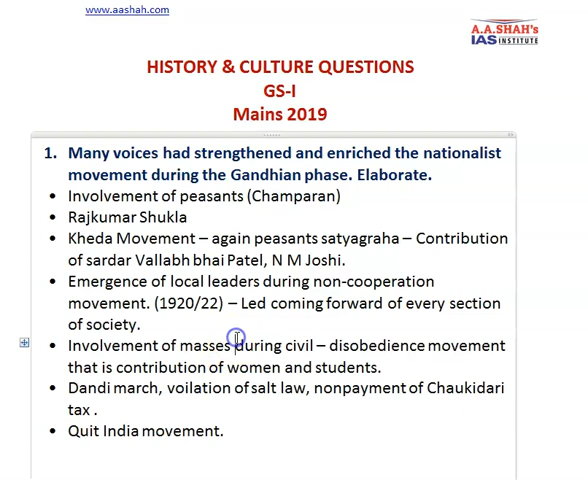 www.aashah.com
A.A.SHAH's
IAS INSTITUTE
HISTORY & CULTURE QUESTIONS
GS-I
Mains 2019
1. Many voices had strengthened and enriched the nationalist
movement during the Gandhian phase. Elaborate.
• Involvement of peasants (Champaran)
• Rajkumar Shukla
• Kheda Movement – again peasants satyagraha – Contribution
of sardar Vallabh bhai Patel, N M Joshi.
• Emergence of local leaders during non-cooperation
movement. (1920/22) – Led coming forward of every section
of society.
• Involvement of masses during civil – disobedience movement
that is contribution of women and students.
• Dandi march, voilation of salt law, nonpayment of Chaukidari
tax .
• Quit India movement.